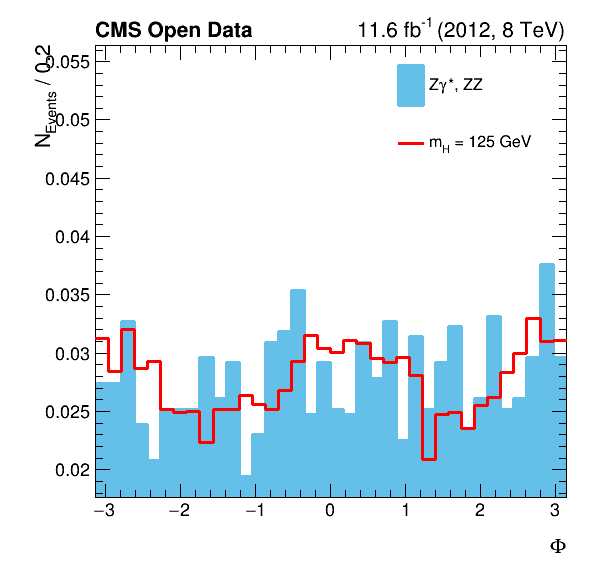 CMS Open Data 11.6 fb⁻¹ (2012, 8 TeV)
N_Events / 0.2
0.055
0.05
0.045
0.04
0.035
0.03
0.025
0.02
Zγ*, ZZ
m_H = 125 GeV
−3 −2 −1 0 1 2 3
Φ